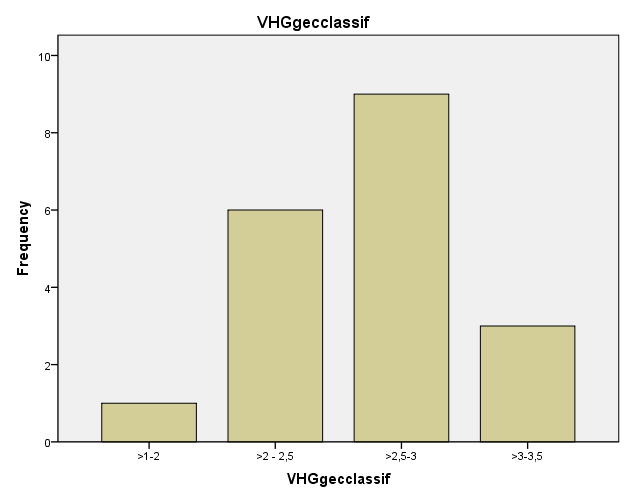 VHGgecclassif
10
8
6
4
2
0
Frequency
>1-2
>2 - 2,5
>2,5-3
>3-3,5
VHGgecclassif